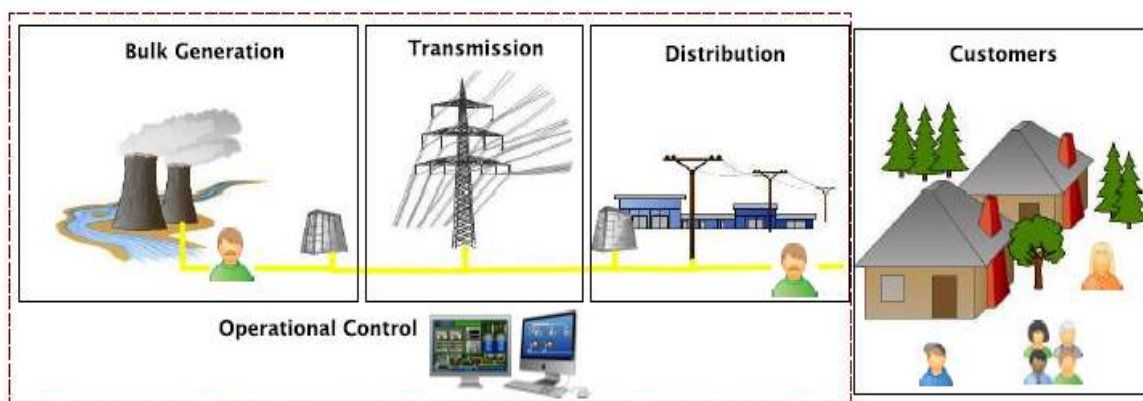 Bulk Generation
Transmission
Distribution
Customers
Operational Control